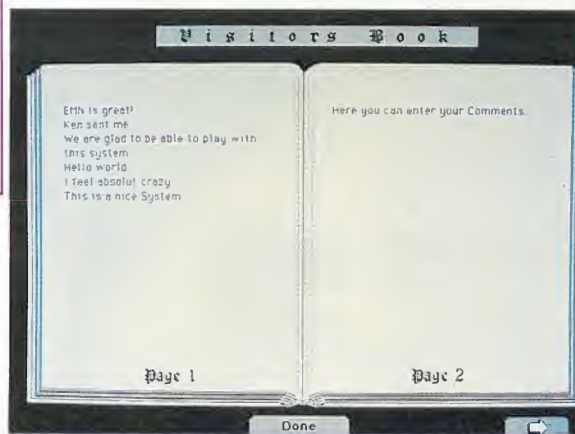 Visitors Book
EMN is great!
Ken sent me
We are glad to be able to play with
this system
Hello world
I feel absolut crazy
This is a nice System
Page 1
Here you can enter your Comments.
Page 2
Done